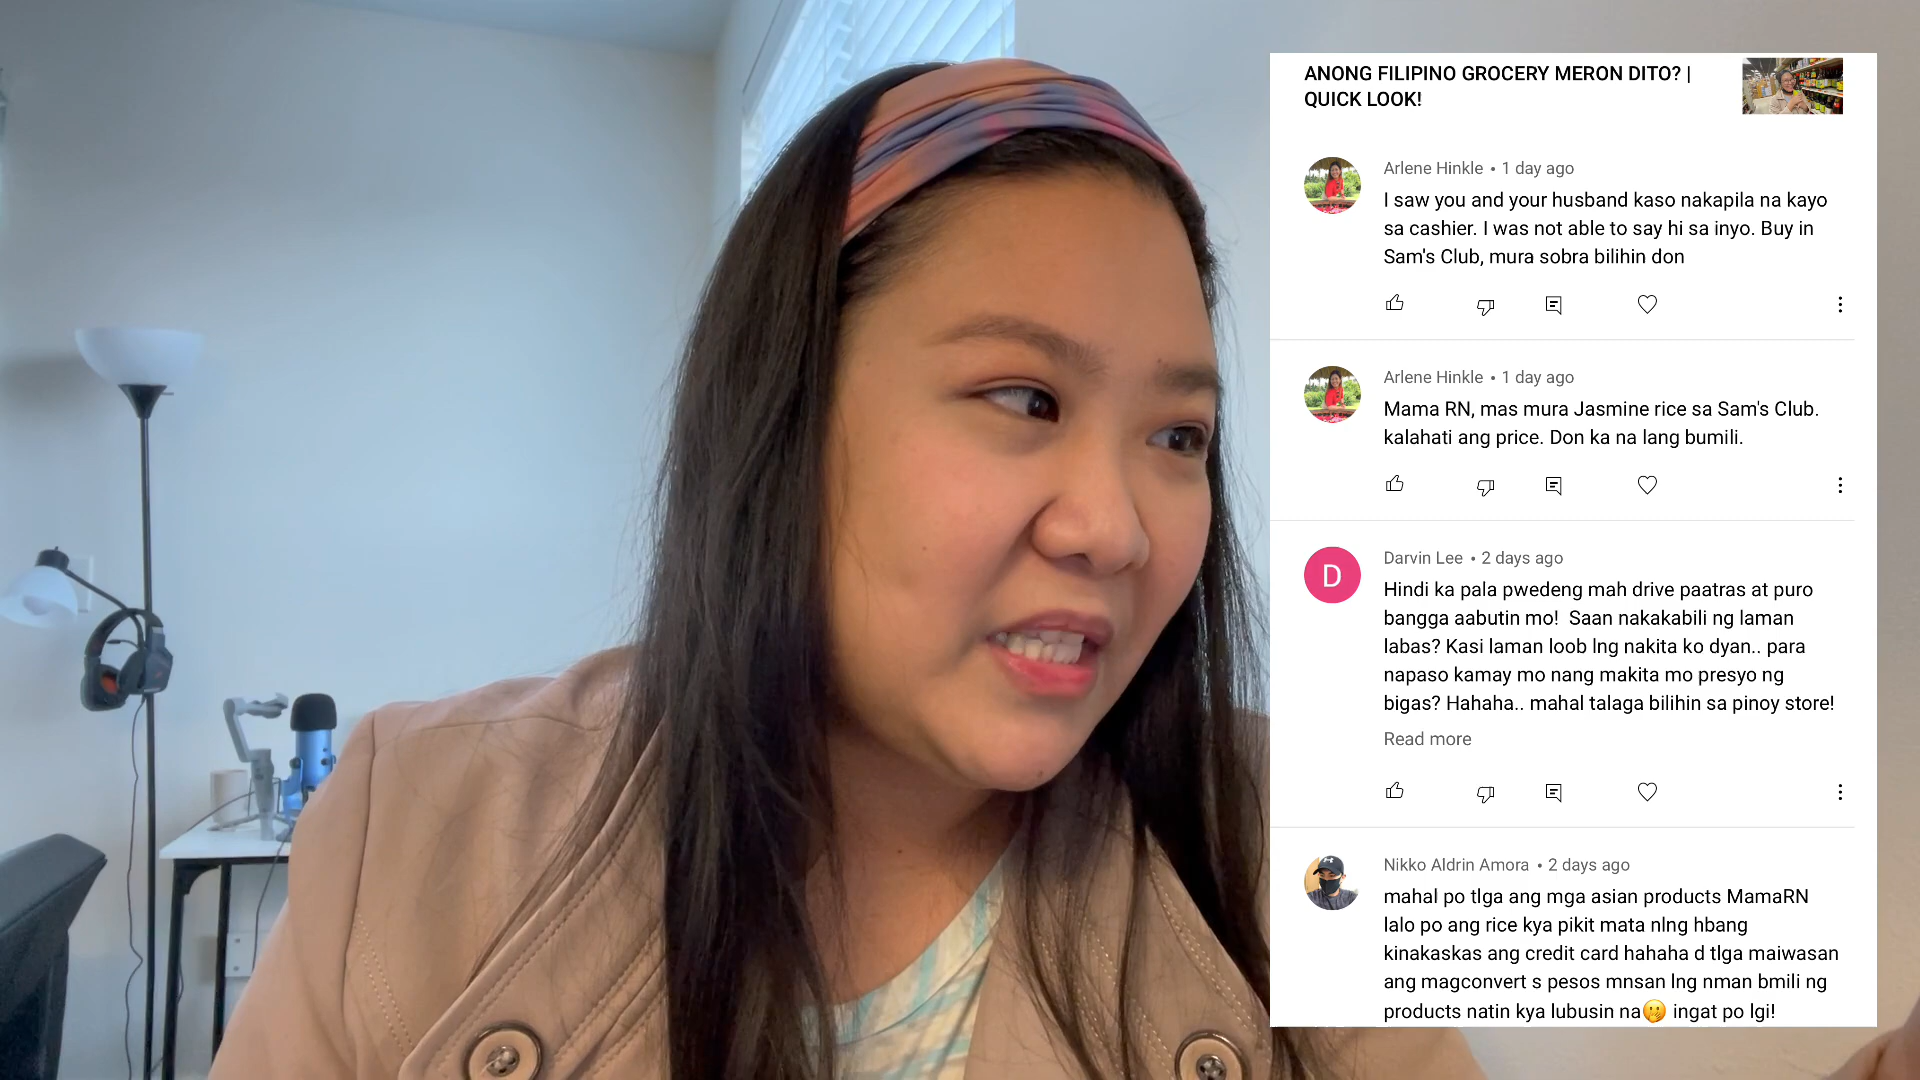 ANONG FILIPINO GROCERY MERON DITO? |
QUICK LOOK!
Arlene Hinkle • 1 day ago
I saw you and your husband kaso nakapila na kayo
sa cashier. I was not able to say hi sa inyo. Buy in
Sam's Club, mura sobra bilihin don
Arlene Hinkle • 1 day ago
Mama RN, mas mura Jasmine rice sa Sam's Club.
kalahati ang price. Don ka na lang bumili.
D
Darvin Lee • 2 days ago
Hindi ka pala pwedeng mah drive paatras at puro
bangga aabutin mo!  Saan nakakabili ng laman
labas? Kasi laman loob lng nakita ko dyan.. para
napaso kamay mo nang makita mo presyo ng
bigas? Hahaha.. mahal talaga bilihin sa pinoy store!
Read more
Nikko Aldrin Amora • 2 days ago
mahal po tlga ang mga asian products MamaRN
lalo po ang rice kya pikit mata nlng hbang
kinakaskas ang credit card hahaha d tlga maiwasan
ang magconvert s pesos mnsan lng nman bmili ng
products natin kya lubusin na🤭 ingat po lgi!